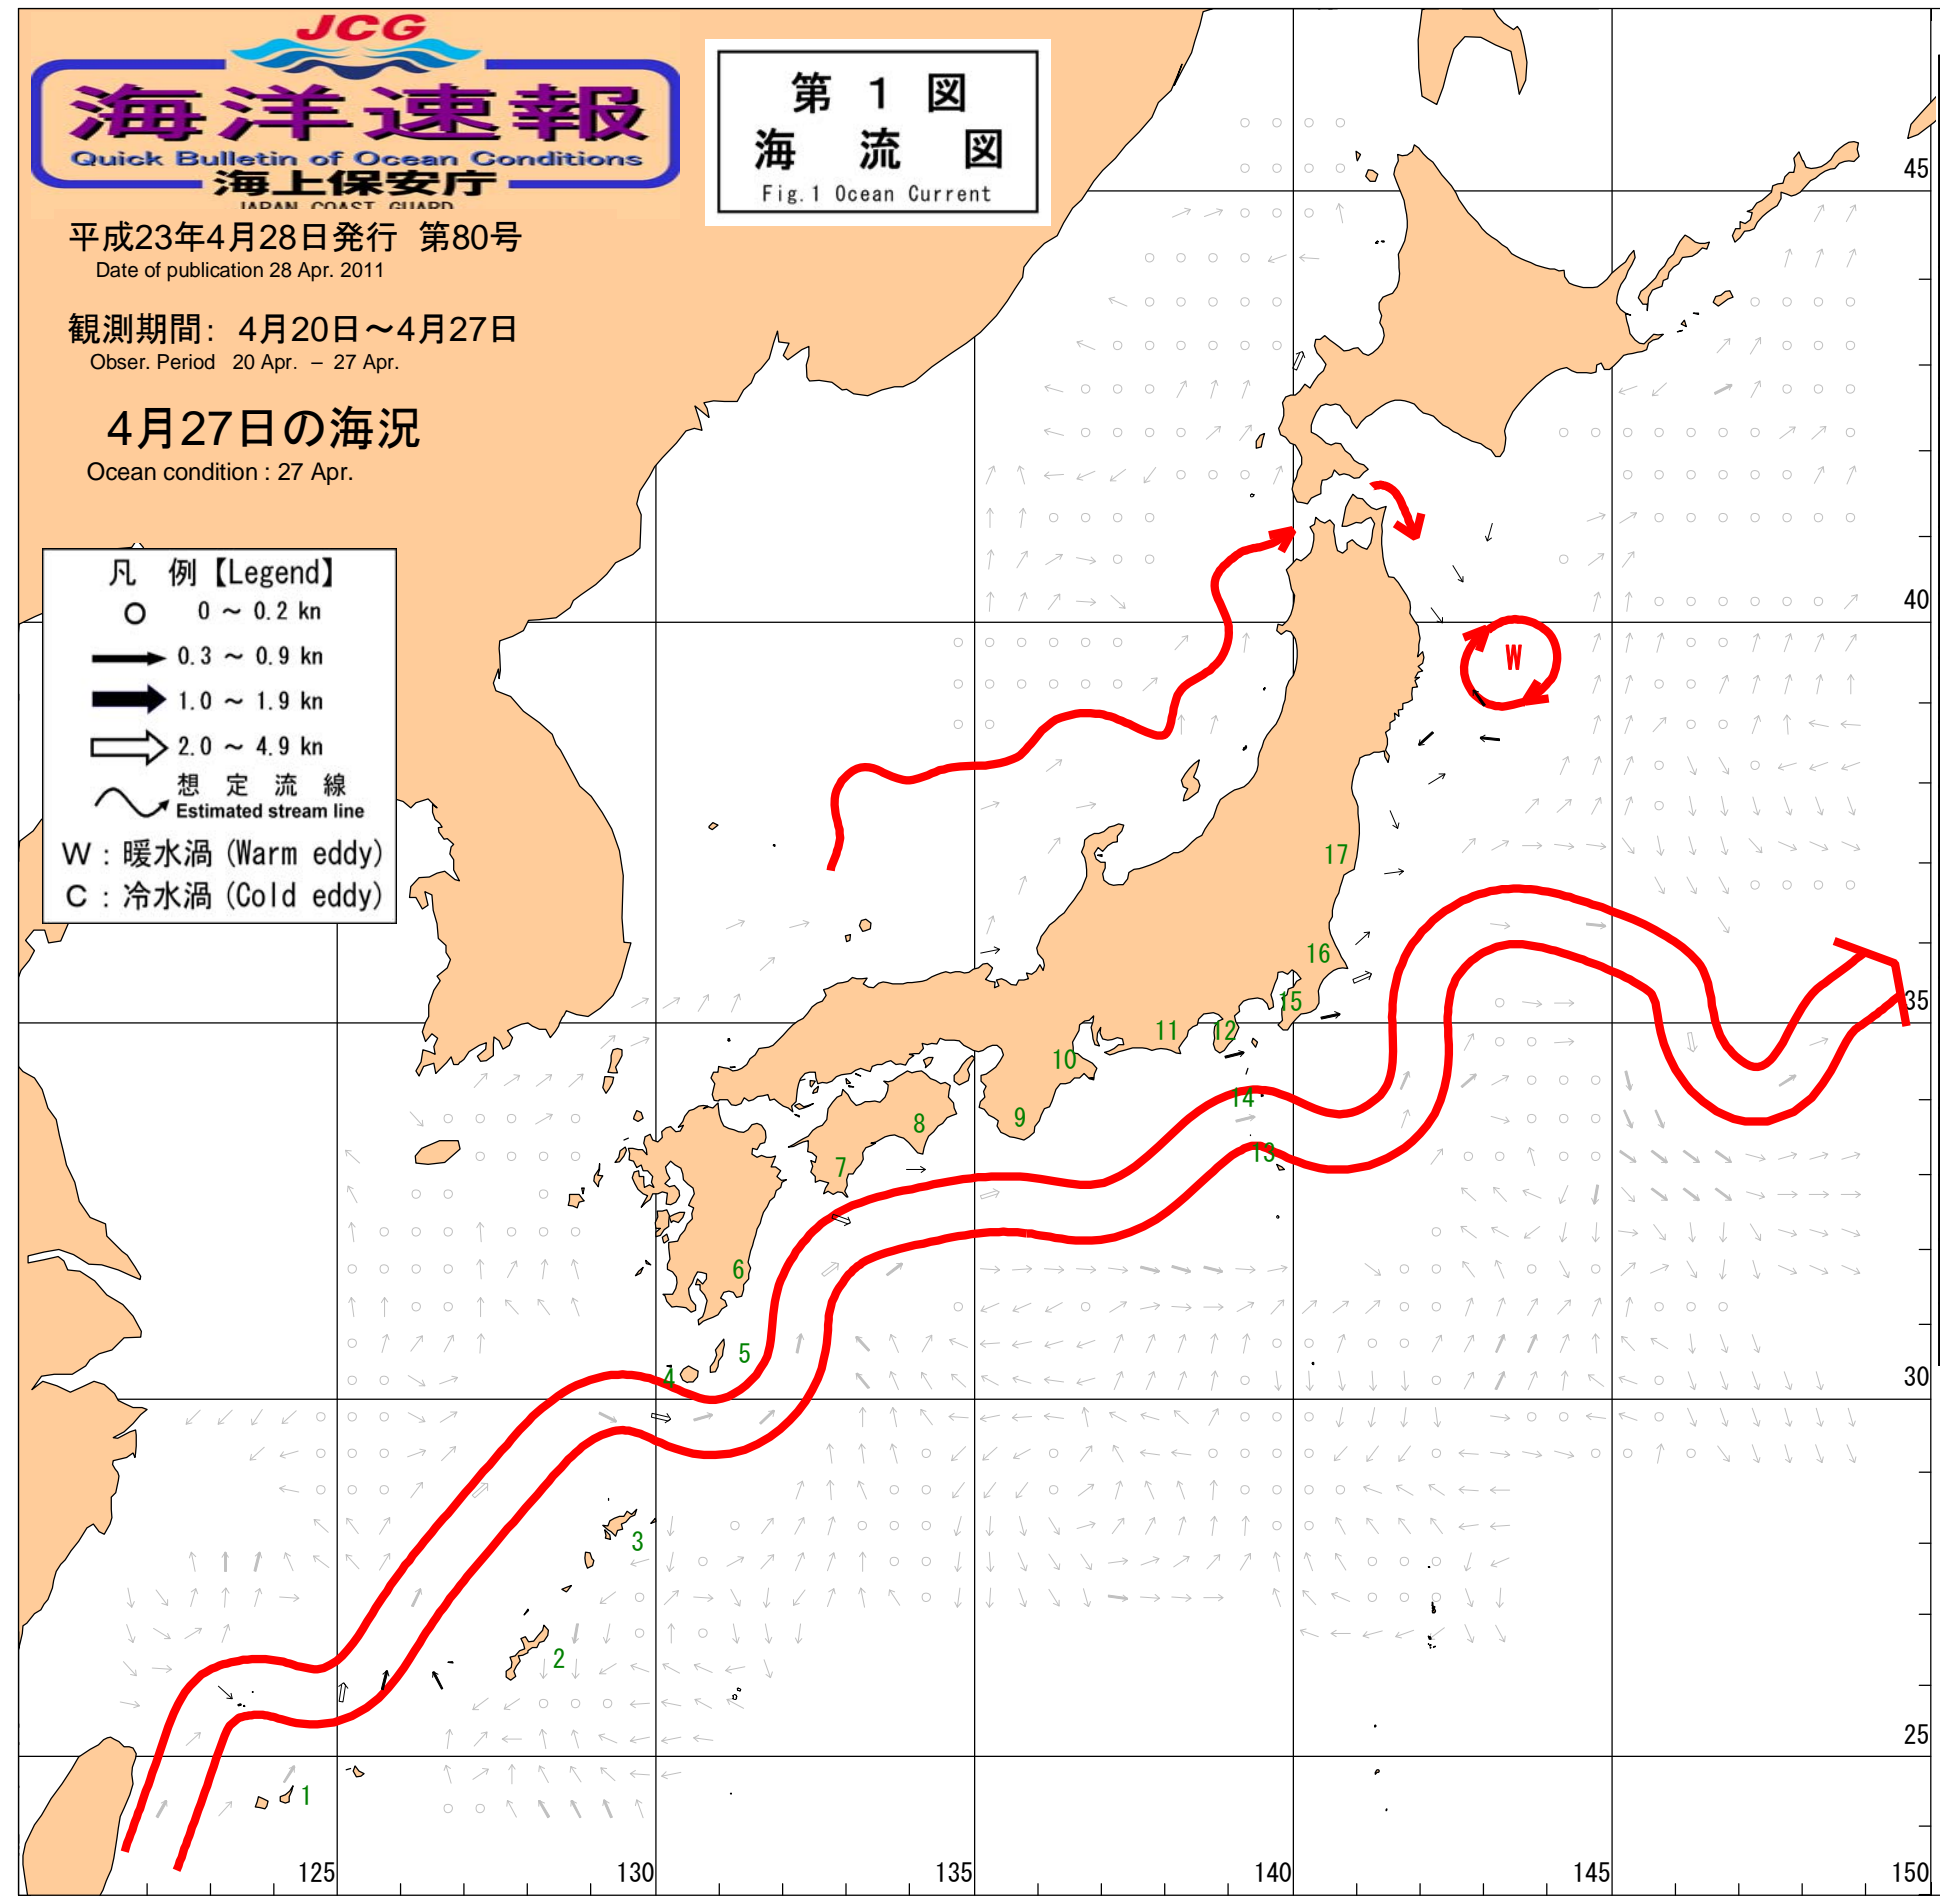 JCG
海洋速報
Quick Bulletin of Ocean Conditions
海上保安庁
JAPAN COAST GUARD
第 1 図
海 流 図
Fig.1 Ocean Current
平成23年4月28日発行 第80号
Date of publication 28 Apr. 2011
観測期間: 4月20日～4月27日
Obser. Period 20 Apr. – 27 Apr.
4月27日の海況
Ocean condition : 27 Apr.
凡 例【Legend】
0 ～ 0.2 kn
0.3 ～ 0.9 kn
1.0 ～ 1.9 kn
2.0 ～ 4.9 kn
想 定 流 線
Estimated stream line
W : 暖水渦 (Warm eddy)
C : 冷水渦 (Cold eddy)
45
40
W
17
16
35
15
12
11
10
14
9
8
13
7
6
5
4
30
3
2
25
1
125
130
135
140
145
150